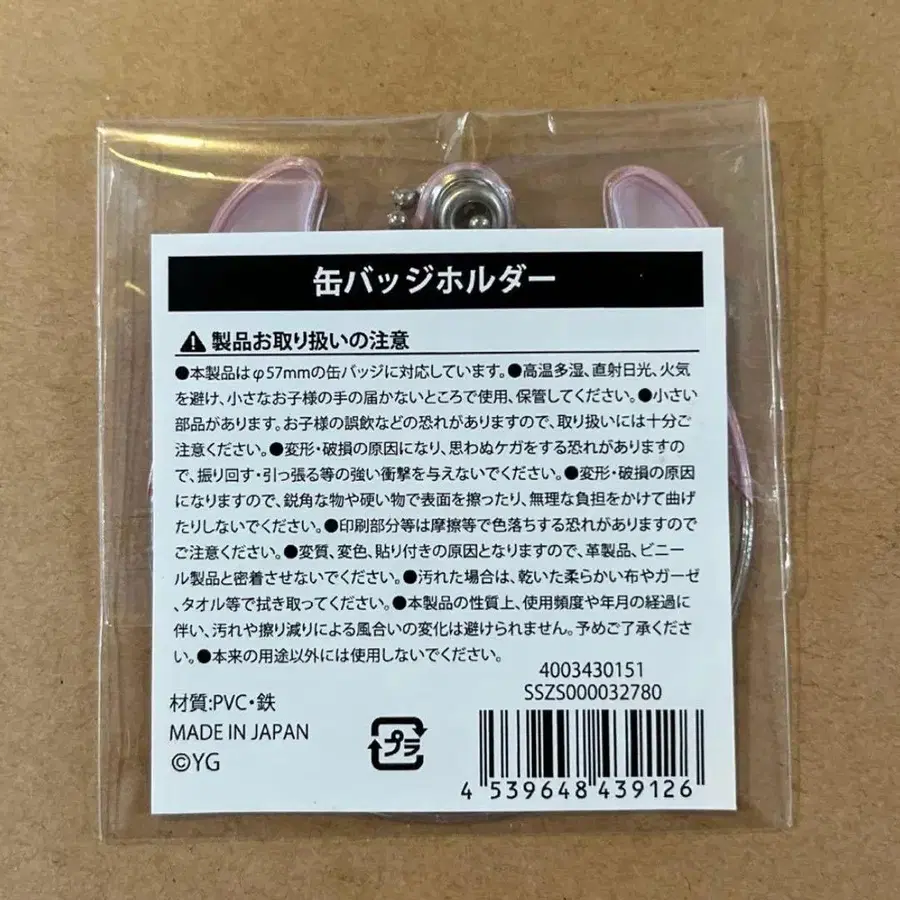 缶バッジホルダー
製品お取り扱いの注意
●本製品はφ57mmの缶バッジに対応しています。●高温多湿、直射日光、火気
を避け、小さなお子様の手の届かないところで使用、保管してください。●小さい
部品があります。お子様の誤飲などの恐れがありますので、取り扱いには十分ご
注意ください。●変形・破損の原因になり、思わぬケガをする恐れがありますの
で、振り回す・引っ張る等の強い衝撃を与えないでください。●変形・破損の原因
になりますので、鋭角な物や硬い物で表面を擦ったり、無理な負担をかけて曲げ
たりしないでください。●印刷部分等は摩擦等で色落ちする恐れがありますので
ご注意ください。●変質、変色、貼り付きの原因となりますので、革製品、ビニー
ル製品と密着させないでください。●汚れた場合は、乾いた柔らかい布やガーゼ
、タオル等で拭き取ってください。●本製品の性質上、使用頻度や年月の経過に
伴い、汚れや擦り減りによる風合いの変化は避けられません。予めご了承くださ
い。●本来の用途以外には使用しないでください。
4003430151
SSZS000032780
材質:PVC・鉄
MADE IN JAPAN
©YG
プラ
4 539648 439126